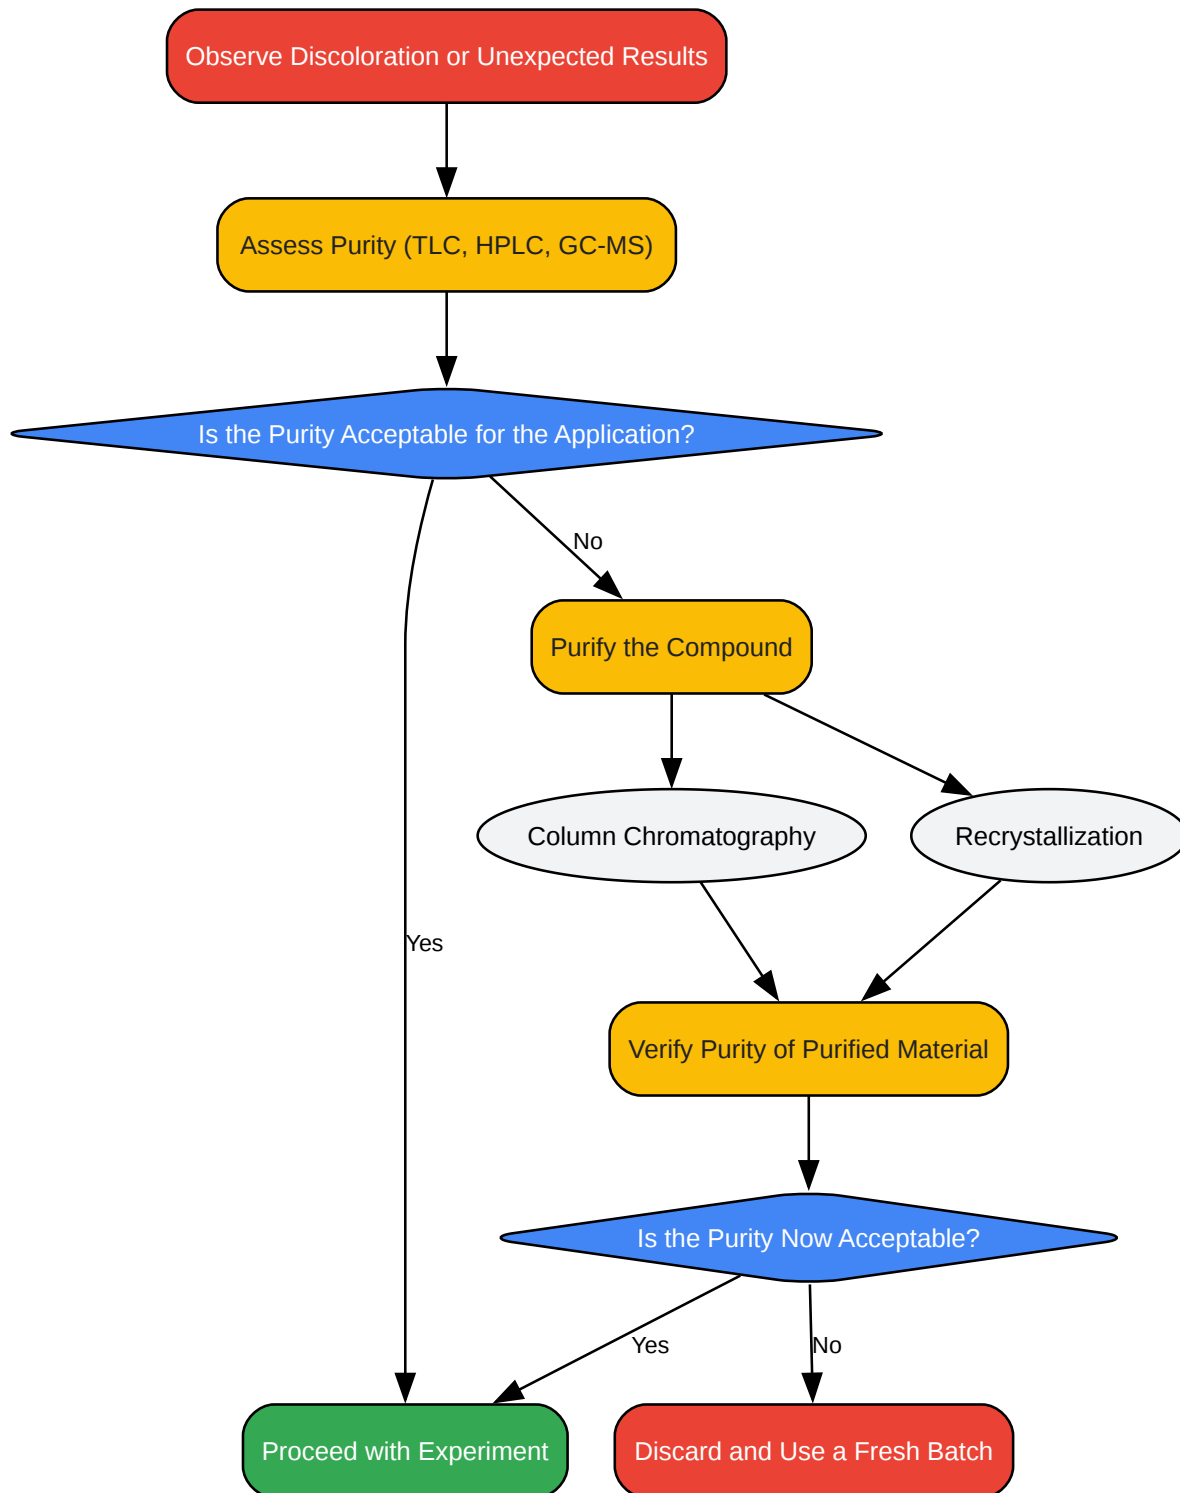 Observe Discoloration or Unexpected Results
Assess Purity (TLC, HPLC, GC-MS)
Is the Purity Acceptable for the Application?
No
Purify the Compound
Column Chromatography
Recrystallization
Yes
Verify Purity of Purified Material
Is the Purity Now Acceptable?
Yes
No
Proceed with Experiment
Discard and Use a Fresh Batch